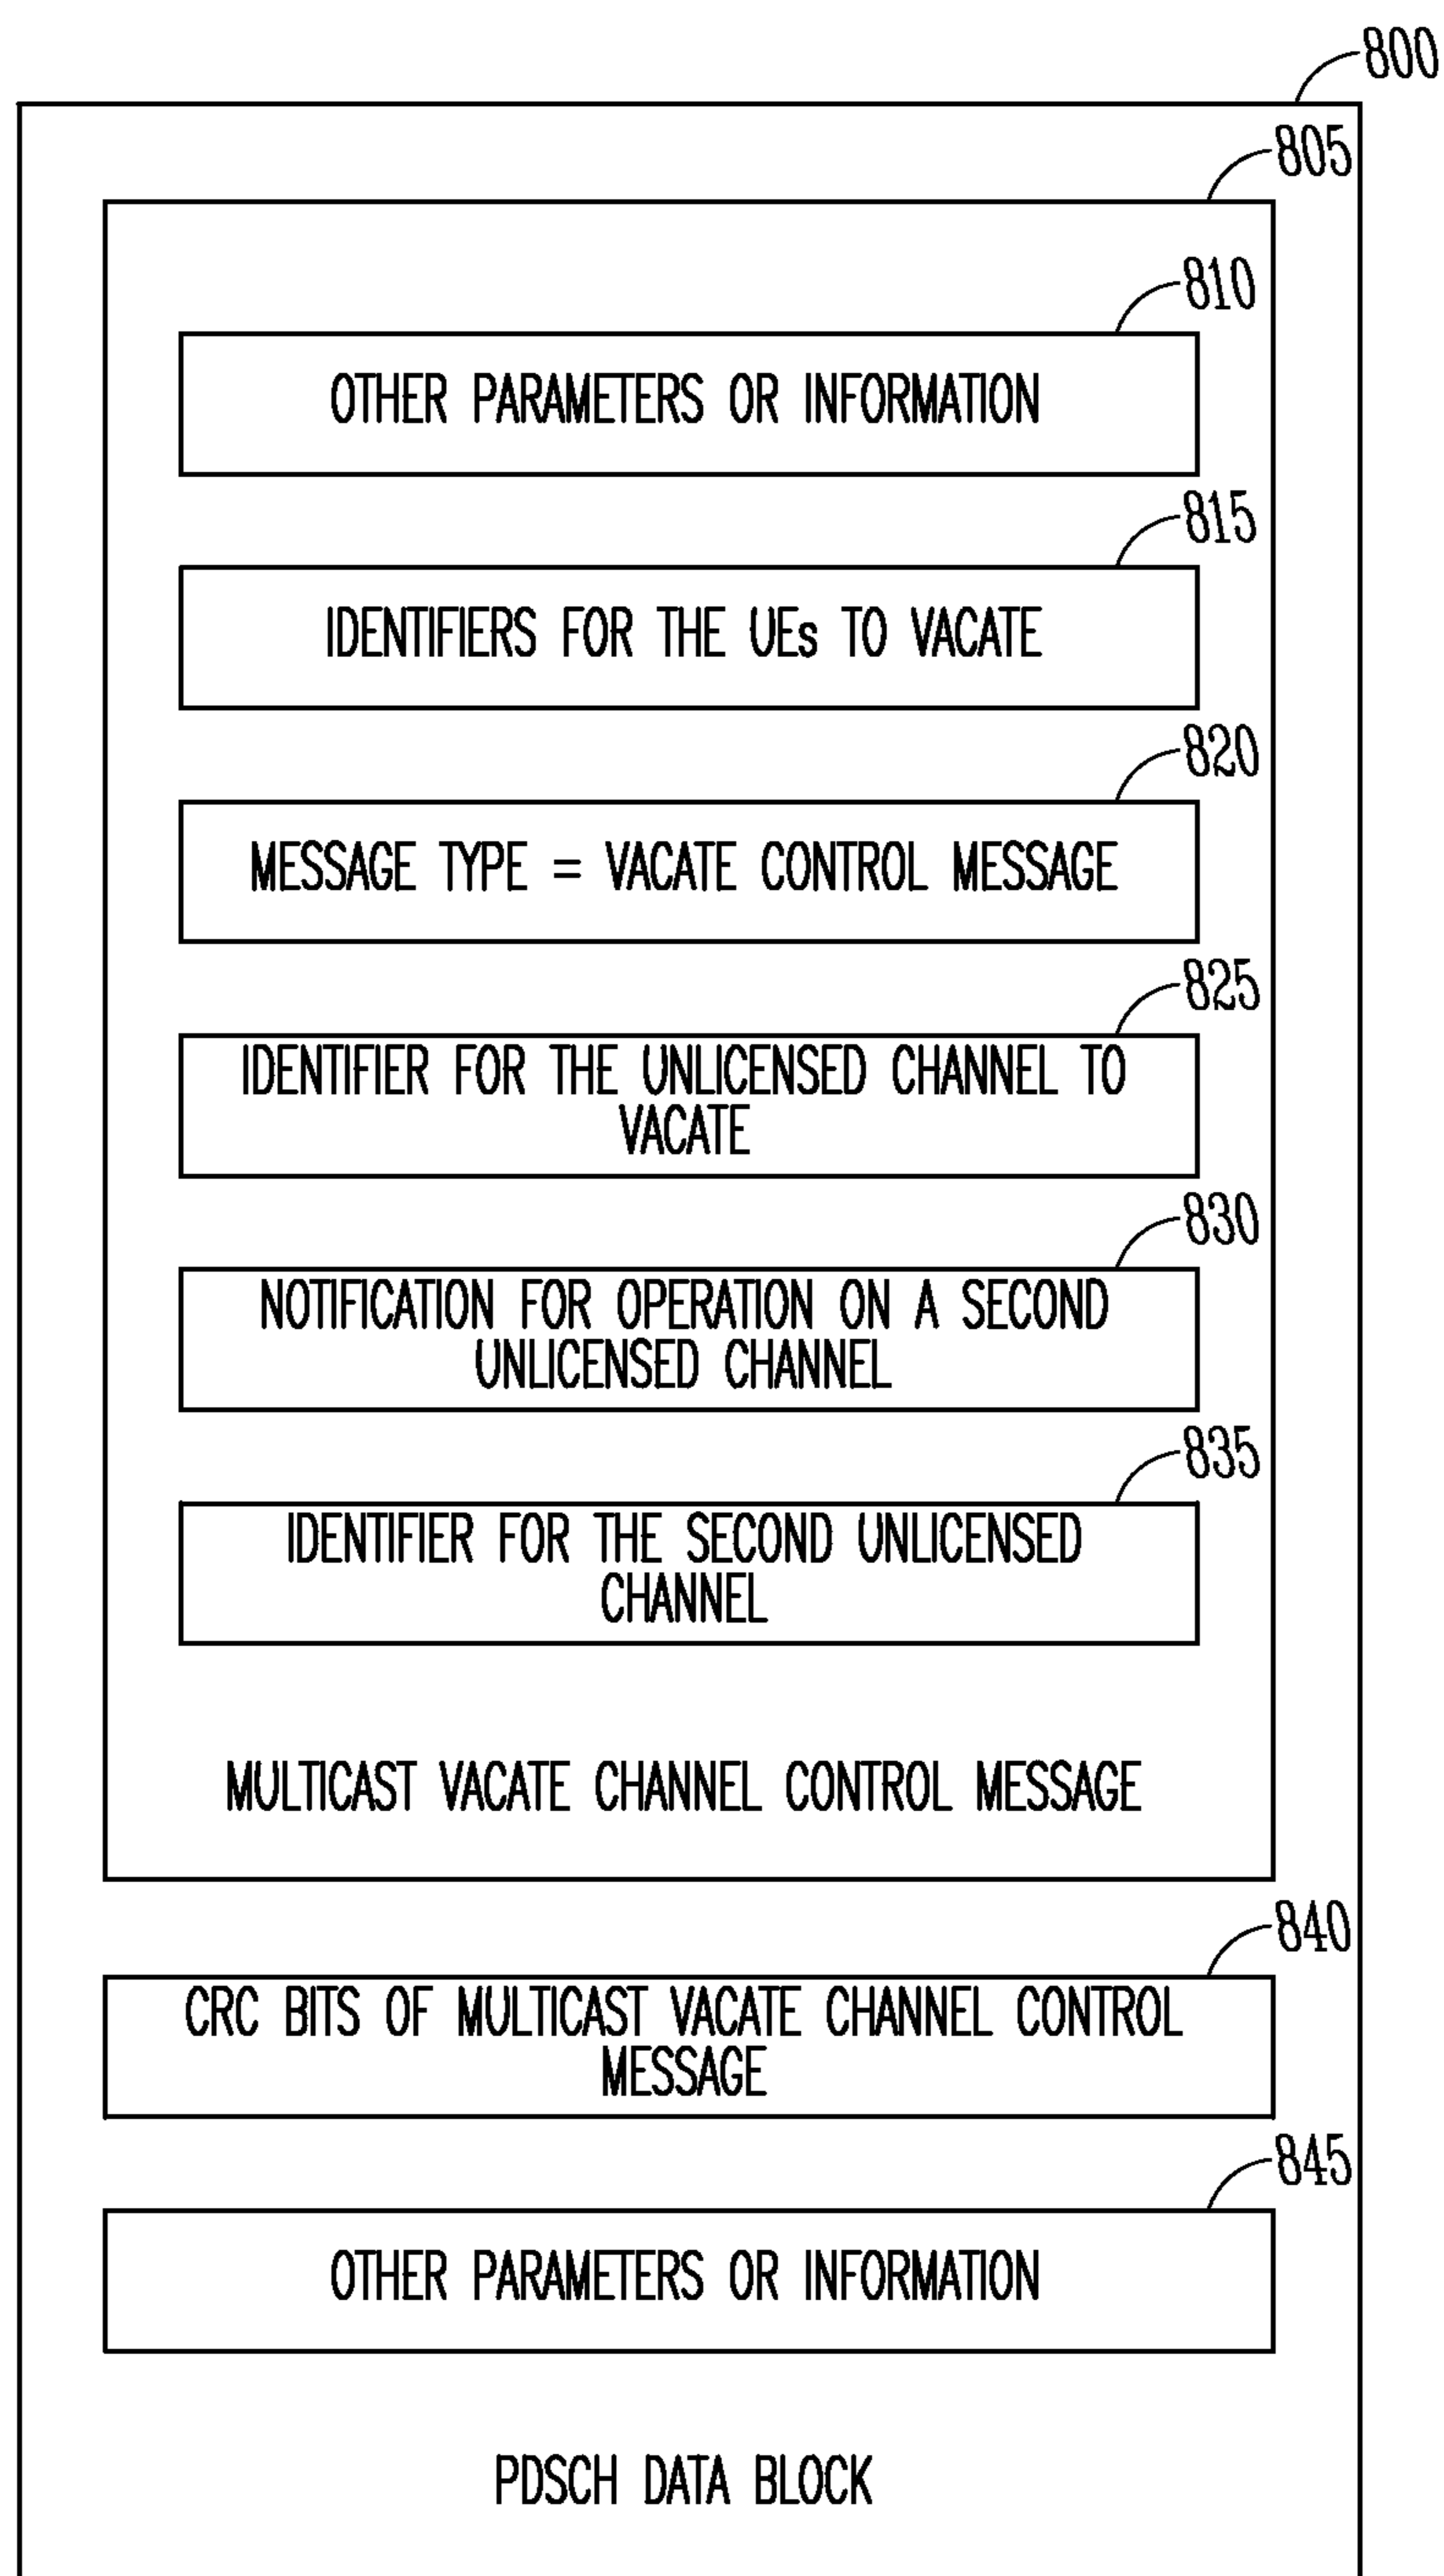 800
805
810
OTHER PARAMETERS OR INFORMATION
815
IDENTIFIERS FOR THE UEs TO VACATE
820
MESSAGE TYPE = VACATE CONTROL MESSAGE
825
IDENTIFIER FOR THE UNLICENSED CHANNEL TO
VACATE
830
NOTIFICATION FOR OPERATION ON A SECOND
UNLICENSED CHANNEL
835
IDENTIFIER FOR THE SECOND UNLICENSED
CHANNEL
MULTICAST VACATE CHANNEL CONTROL MESSAGE
840
CRC BITS OF MULTICAST VACATE CHANNEL CONTROL
MESSAGE
845
OTHER PARAMETERS OR INFORMATION
PDSCH DATA BLOCK